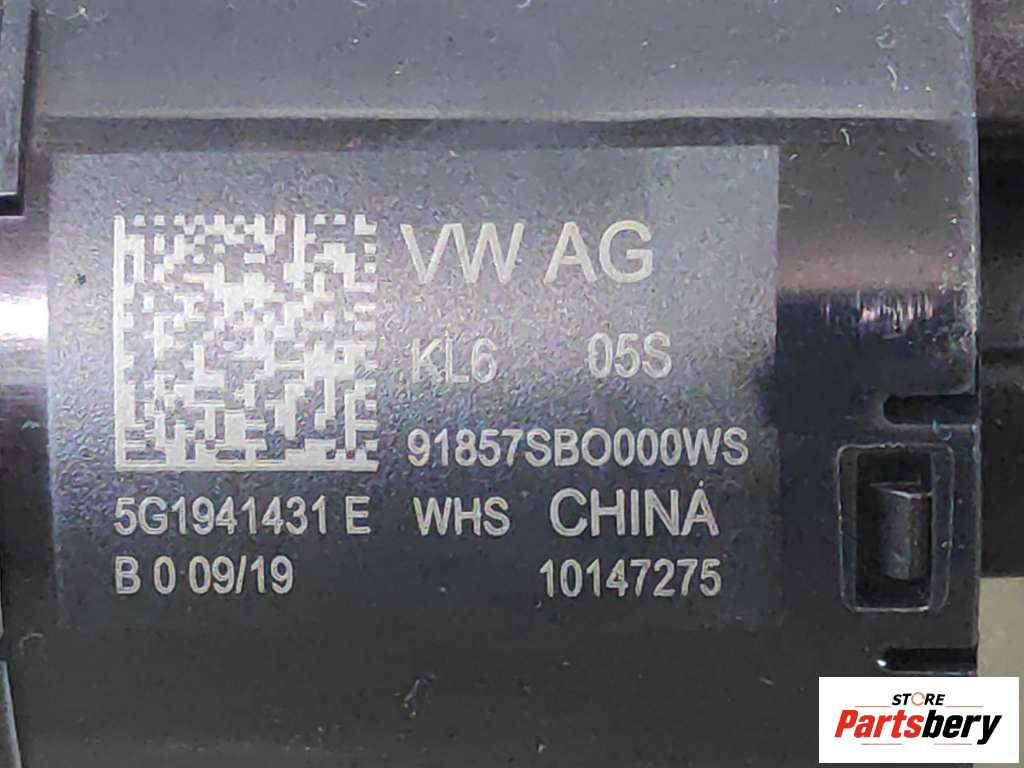 VW AG
KL6 05S
91857SBO000WS
5G1941431 E WHS CHINA
B 0 09/19 10147275
STORE
Partsbery